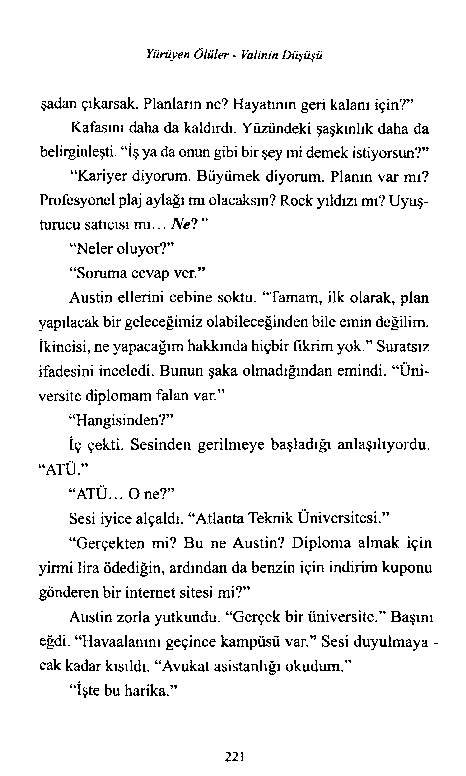 Yürüyen Ölüler - Valinin Düşüşü
şadan çıkarsak. Planların ne? Hayatının geri kalanı için?”
Kafasını daha da kaldırdı. Yüzündeki şaşkınlık daha da
belirginleşti. “İş ya da onun gibi bir şey mi demek istiyorsun?”
“Kariyer diyorum. Büyümek diyorum. Planın var mı?
Profesyonel plaj aylağı mı olacaksın? Rock yıldızı mı? Uyuş-
turucu satıcısı mı... Ne? ”
“Neler oluyor?”
“Soruma cevap ver.”
Austin ellerini cebine soktu. “Tamam, ilk olarak, plan
yapılacak bir geleceğimiz olabileceğinden bile emin değilim.
İkincisi, ne yapacağım hakkında hiçbir fikrim yok.” Suratsız
ifadesini inceledi. Bunun şaka olmadığından emindi. “Üni-
versite diplomam falan var.”
“Hangisinden?”
İç çekti. Sesinden gerilmeye başladığı anlaşılıyordu.
“ATÜ.”
“ATÜ... O ne?”
Sesi iyice alçaldı. “Atlanta Teknik Üniversitesi.”
“Gerçekten mi? Bu ne Austin? Diploma almak için
yirmi lira ödediğin, ardından da benzin için indirim kuponu
gönderen bir internet sitesi mi?”
Austin zorla yutkundu. “Gerçek bir üniversite.” Başını
eğdi. “Havaalanını geçince kampüsü var.” Sesi duyulmaya -
cak kadar kısıldı. “Avukat asistanlığı okudum.”
“İşte bu harika.”
221